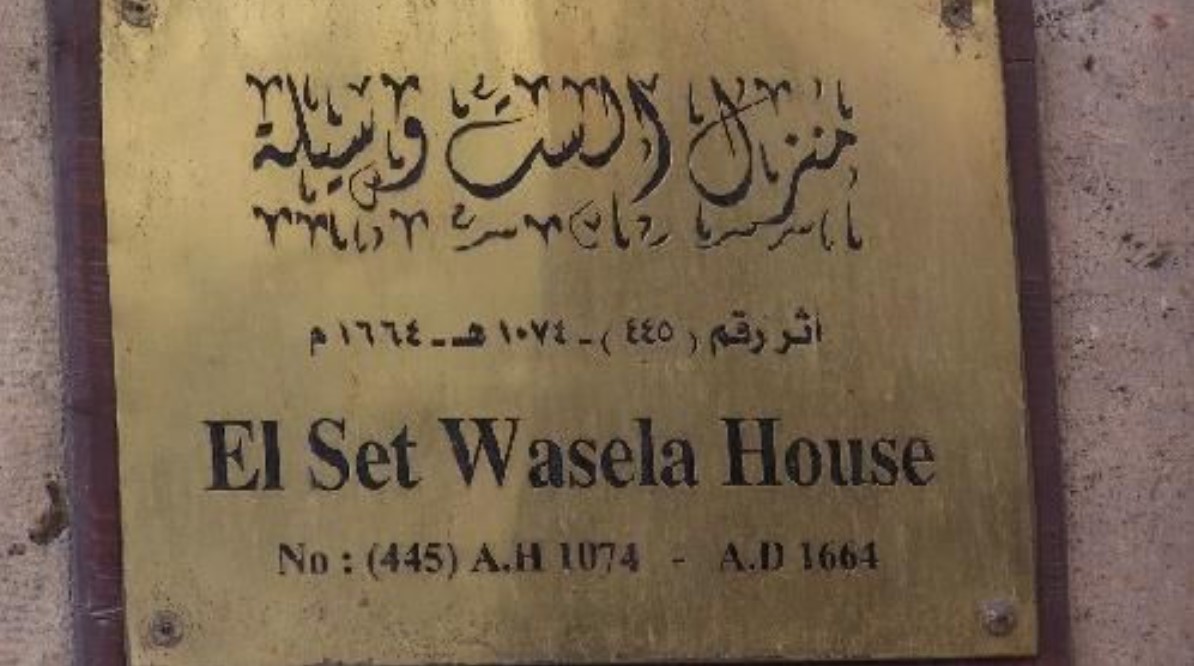 منزل الست وسيلة
اثر رقم ( ٤٤٥ ) - ١٠٧٤ هـ - ١٦٦٤ م
El Set Wasela House
No : (445) A.H 1074 - A.D 1664